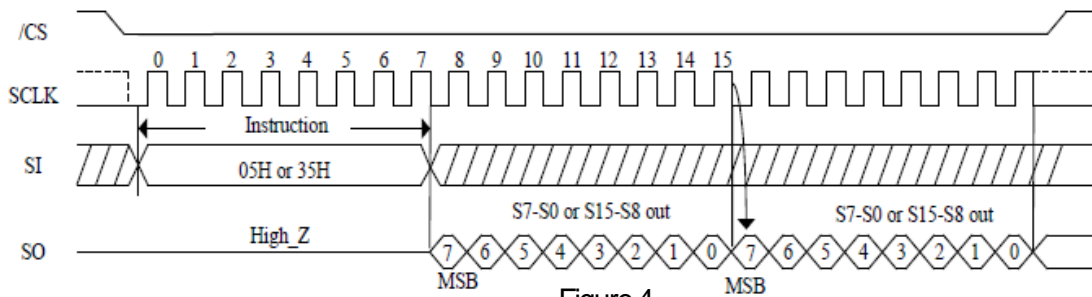 /CS
0 1 2 3 4 5 6 7 8 9 10 11 12 13 14 15
SCLK
Instruction
SI
05H or 35H
S7-S0 or S15-S8 out
S7-S0 or S15-S8 out
High_Z
SO
7 6 5 4 3 2 1 0 7 6 5 4 3 2 1 0
MSB
MSB
Figure 4